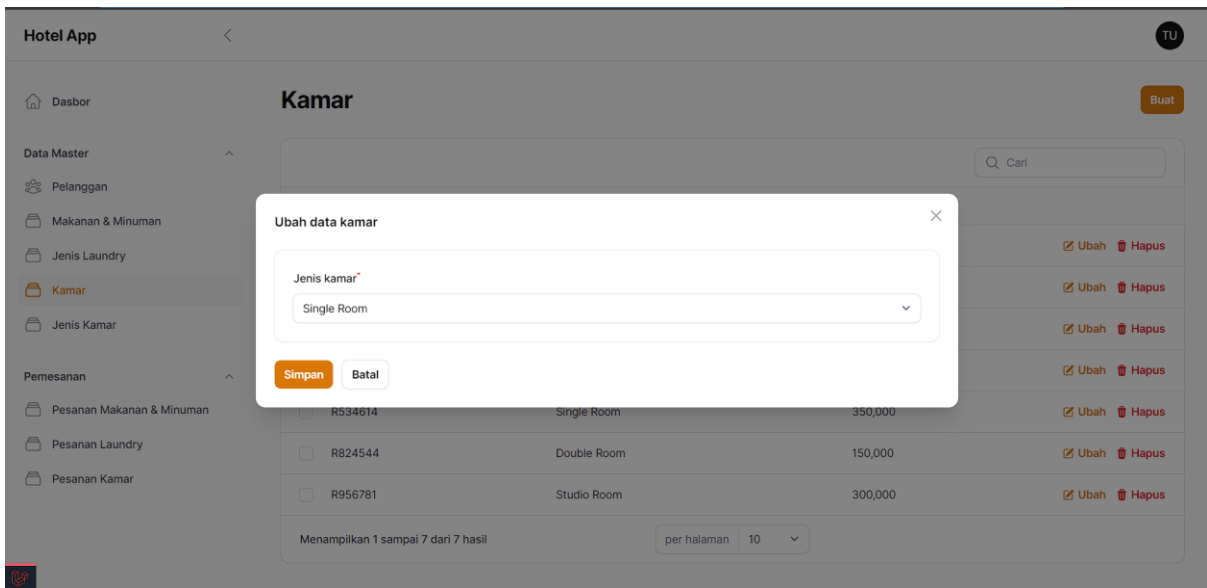 Hotel App
TU
Dasbor
Kamar
Buat
Data Master
Cari
Pelanggan
Makanan & Minuman
Jenis Laundry
Kamar
Jenis Kamar
Ubah data kamar
Jenis kamar*
Single Room
Simpan Batal
Ubah Hapus
Ubah Hapus
Ubah Hapus
Ubah Hapus
Pemesanan
Pesanan Makanan & Minuman
Pesanan Laundry
Pesanan Kamar
R534614 Single Room 350,000 Ubah Hapus
R824544 Double Room 150,000 Ubah Hapus
R956781 Studio Room 300,000 Ubah Hapus
Menampilkan 1 sampai 7 dari 7 hasil per halaman 10